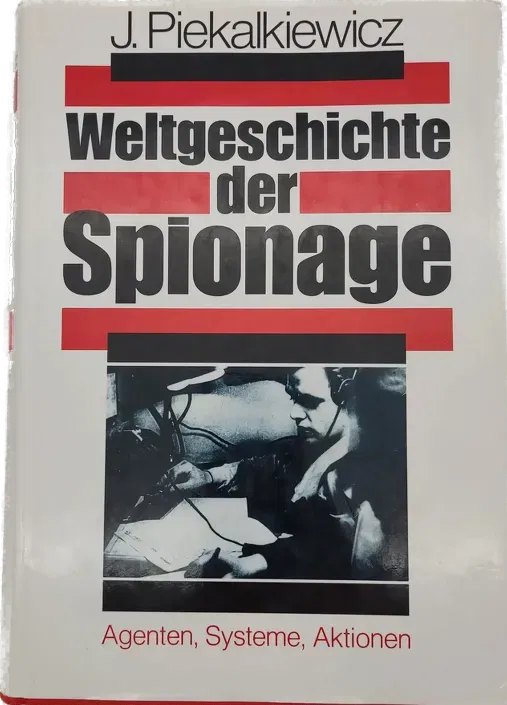 J. Piekalkiewicz
Weltgeschichte
der
Spionage
Agenten, Systeme, Aktionen